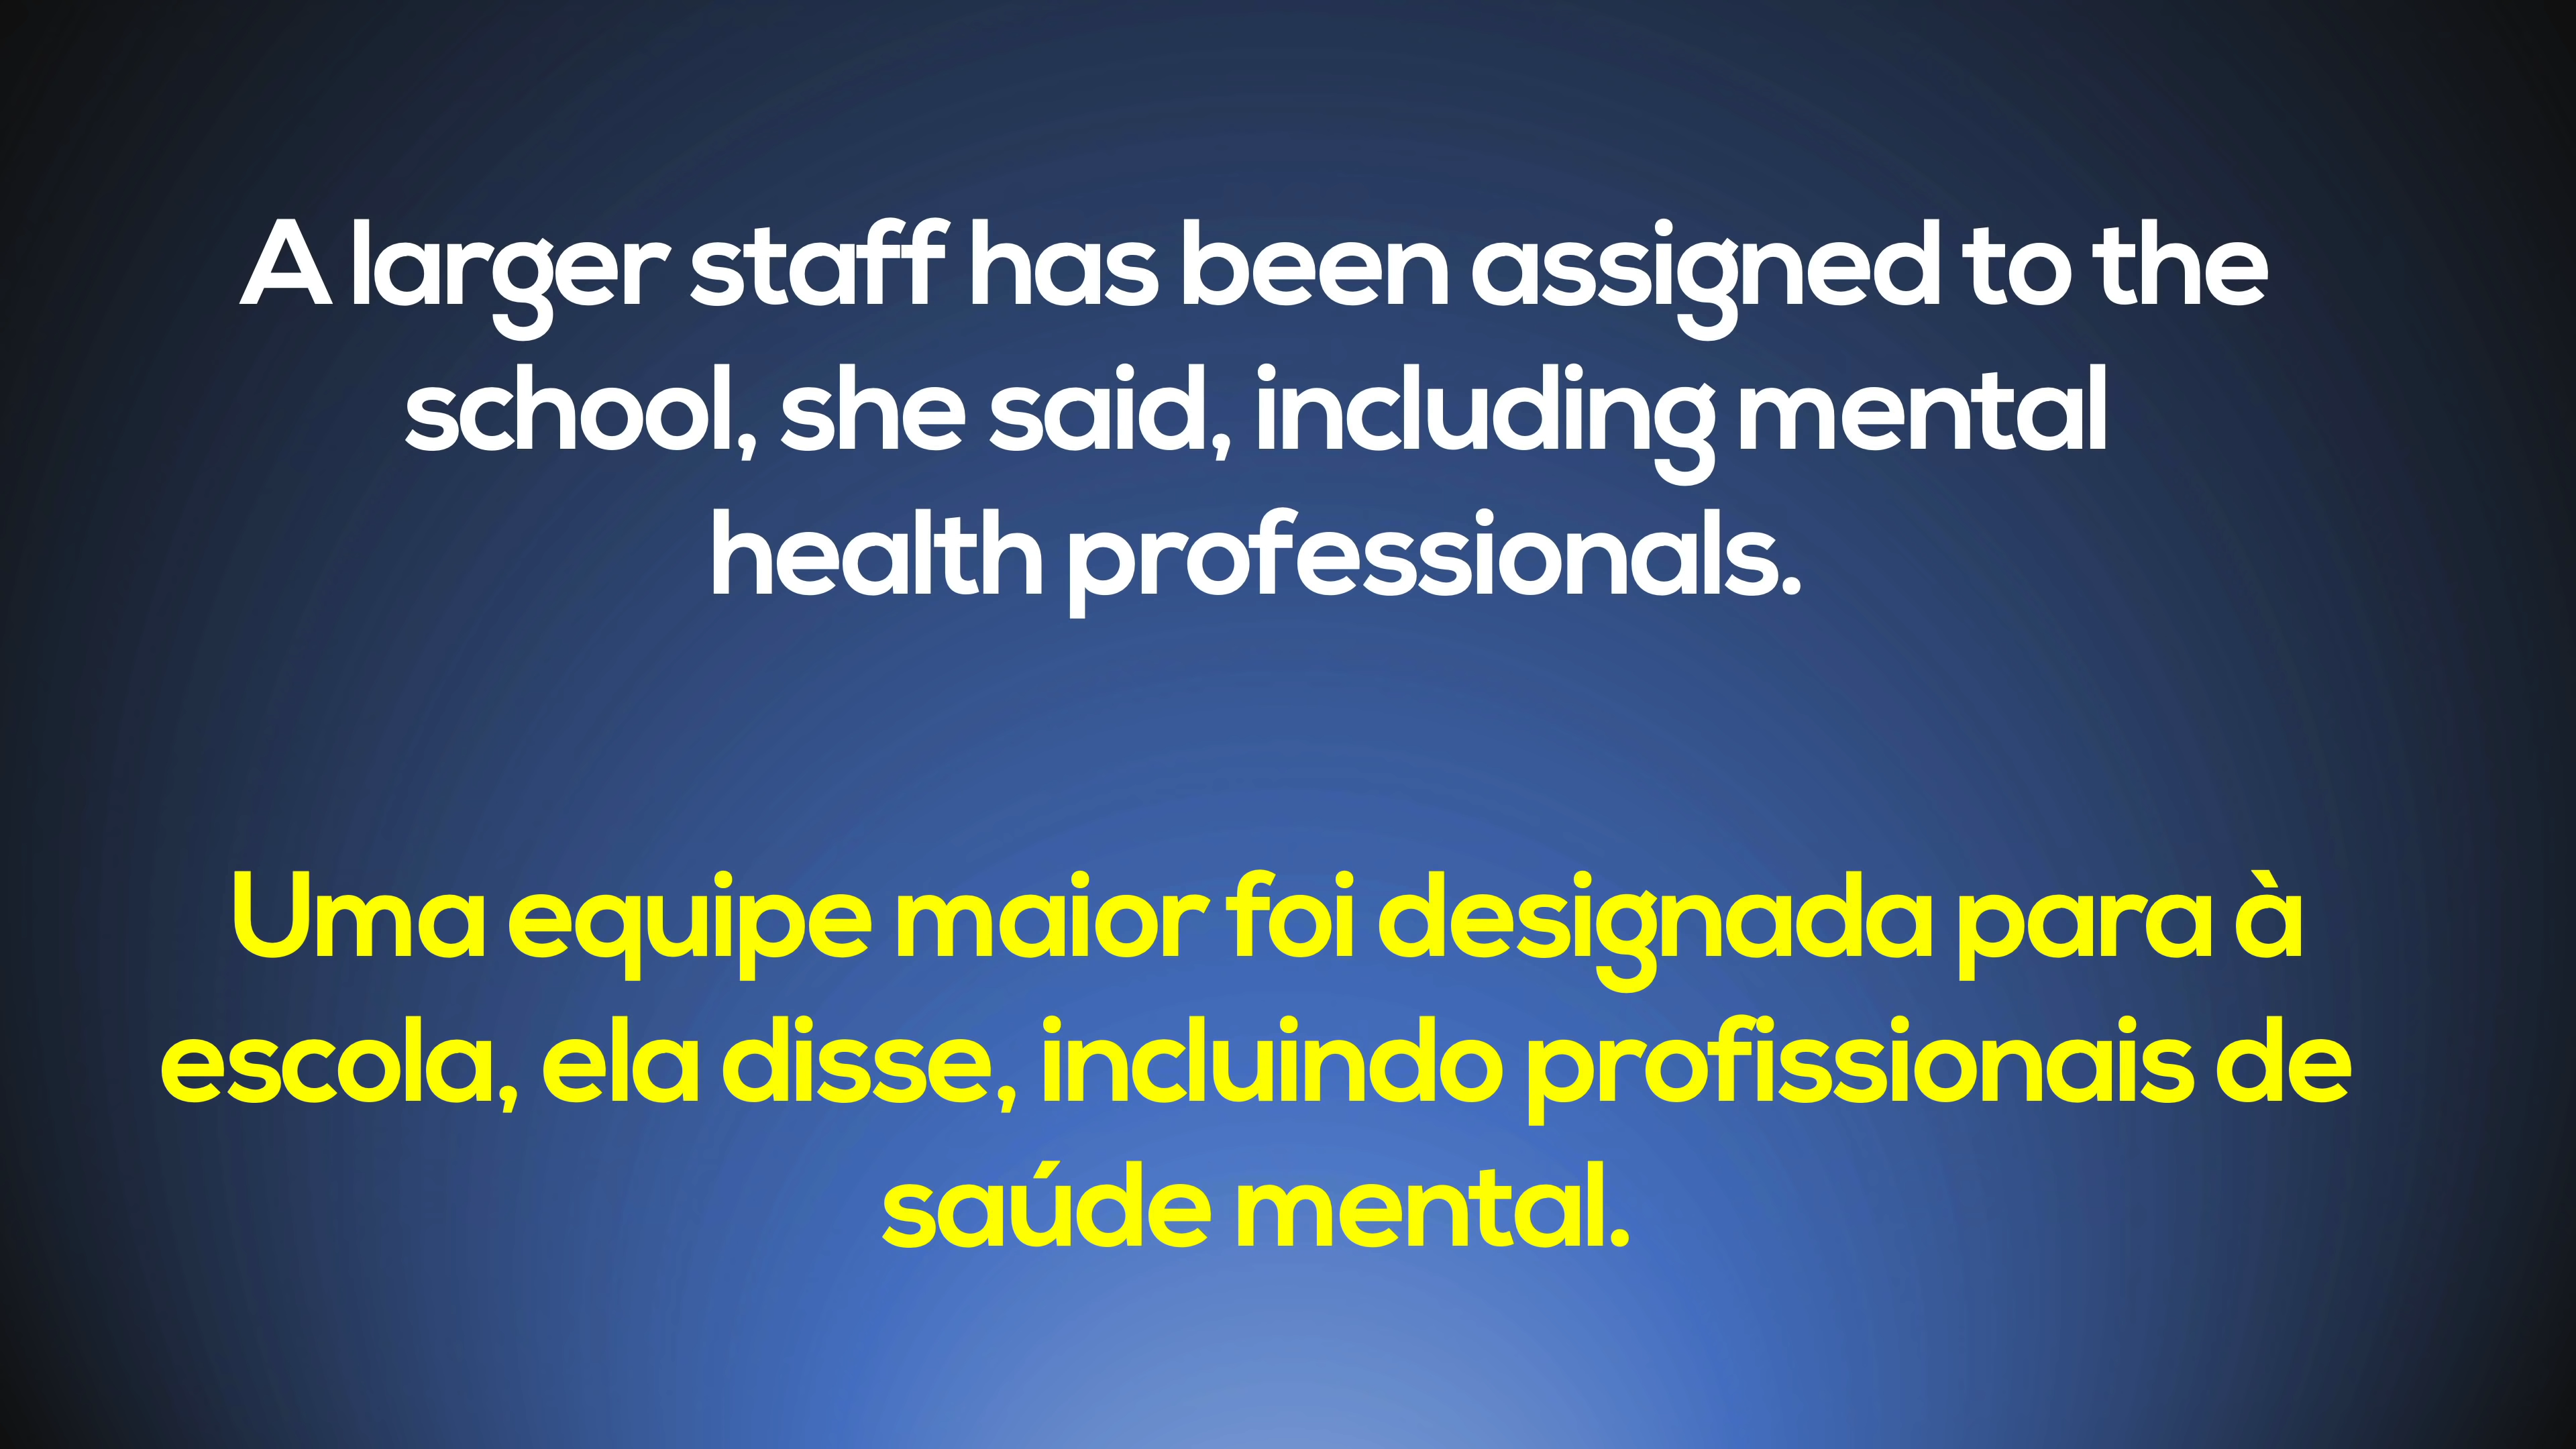 A larger staff has been assigned to the
school, she said, including mental
health professionals.
Uma equipe maior foi designada para à
escola, ela disse, incluindo profissionais de
saúde mental.